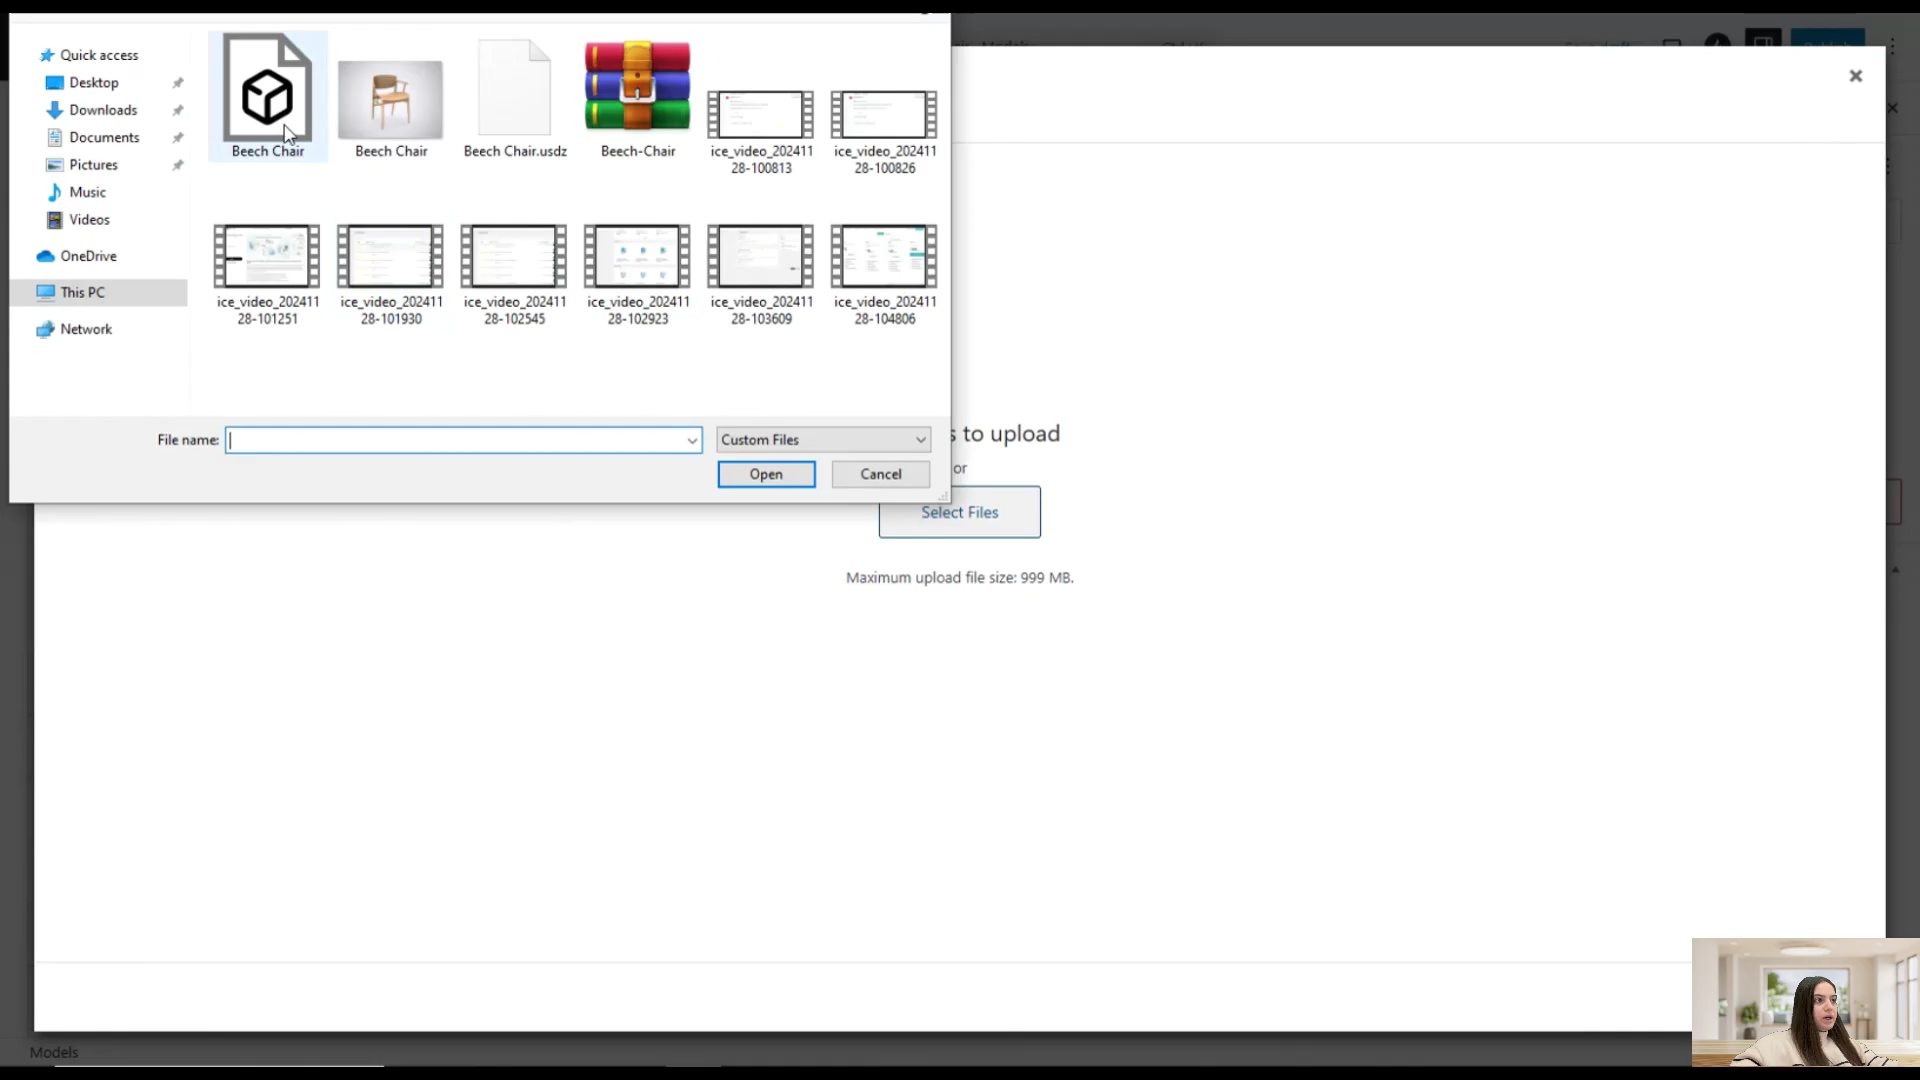 Quick access
Desktop
Downloads
Documents
Pictures
Music
Videos
OneDrive
This PC
Network
Beech Chair
Beech Chair
Beech Chair.usdz
Beech-Chair
ice_video_202411
28-100813
ice_video_202411
28-100826
ice_video_202411
28-101251
ice_video_202411
28-101930
ice_video_202411
28-102545
ice_video_202411
28-102923
ice_video_202411
28-103609
ice_video_202411
28-104806
File name:
Custom Files
Open
Cancel
s to upload
or
Select Files
Maximum upload file size: 999 MB.
Models